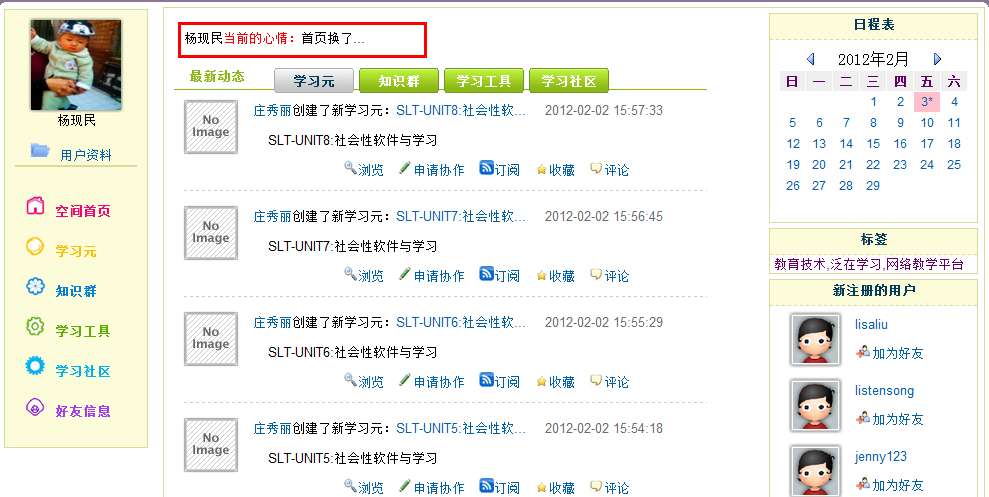 杨现民
用户资料
空间首页
学习元
知识群
学习工具
学习社区
好友信息
杨现民当前的心情：首页换了...
最新动态 学习元 知识群 学习工具 学习社区
No Image
庄秀丽创建了新学习元：SLT-UNIT8:社会性软... 2012-02-02 15:57:33
SLT-UNIT8:社会性软件与学习
浏览 申请协作 订阅 收藏 评论
No Image
庄秀丽创建了新学习元：SLT-UNIT7:社会性软... 2012-02-02 15:56:45
SLT-UNIT7:社会性软件与学习
浏览 申请协作 订阅 收藏 评论
No Image
庄秀丽创建了新学习元：SLT-UNIT6:社会性软... 2012-02-02 15:55:29
SLT-UNIT6:社会性软件与学习
浏览 申请协作 订阅 收藏 评论
No Image
庄秀丽创建了新学习元：SLT-UNIT5:社会性软... 2012-02-02 15:54:18
SLT-UNIT5:社会性软件与学习
浏览 申请协作 订阅 收藏 评论
日程表
2012年2月
日 一 二 三 四 五 六
1 2 3* 4
5 6 7 8 9 10 11
12 13 14 15 16 17 18
19 20 21 22 23 24 25
26 27 28 29
标签
教育技术,泛在学习,网络教学平台
新注册的用户
lisaliu
加为好友
listensong
加为好友
jenny123
加为好友